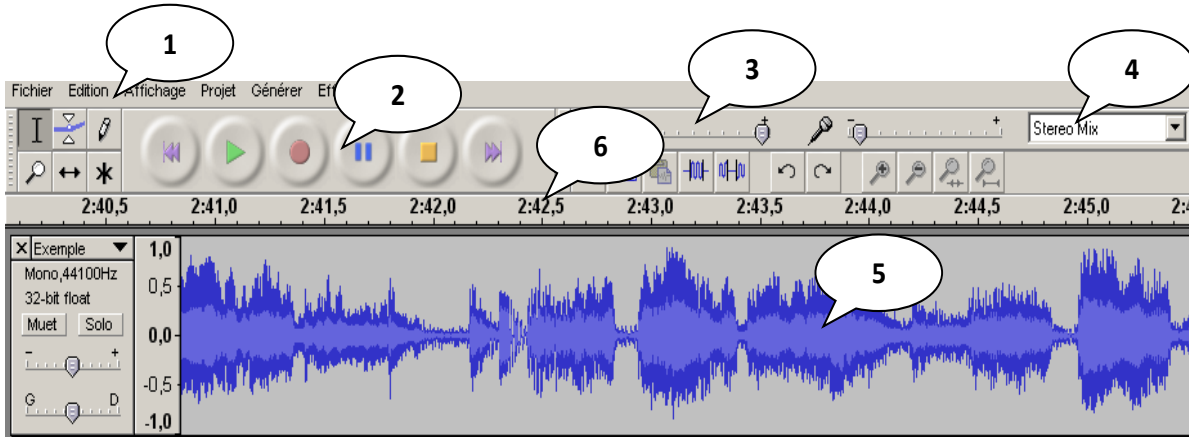 1
3
4
Fichier Edition Affichage Projet Générer Eff
2
Stereo Mix
6
2:40,5 2:41,0 2:41,5 2:42,0 2:42,5 2:43,0 2:43,5 2:44,0 2:44,5 2:45,0 2:4
X Exemple 1,0
Mono,44100Hz
0,5
5
32-bit float
Muet Solo
0,0
- +
-0,5
G D
-1,0